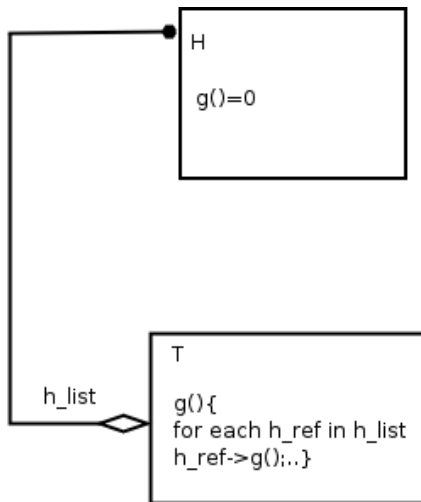 H
g()=0
h_list
T
g(){
for each h_ref in h_list
h_ref->g();..}